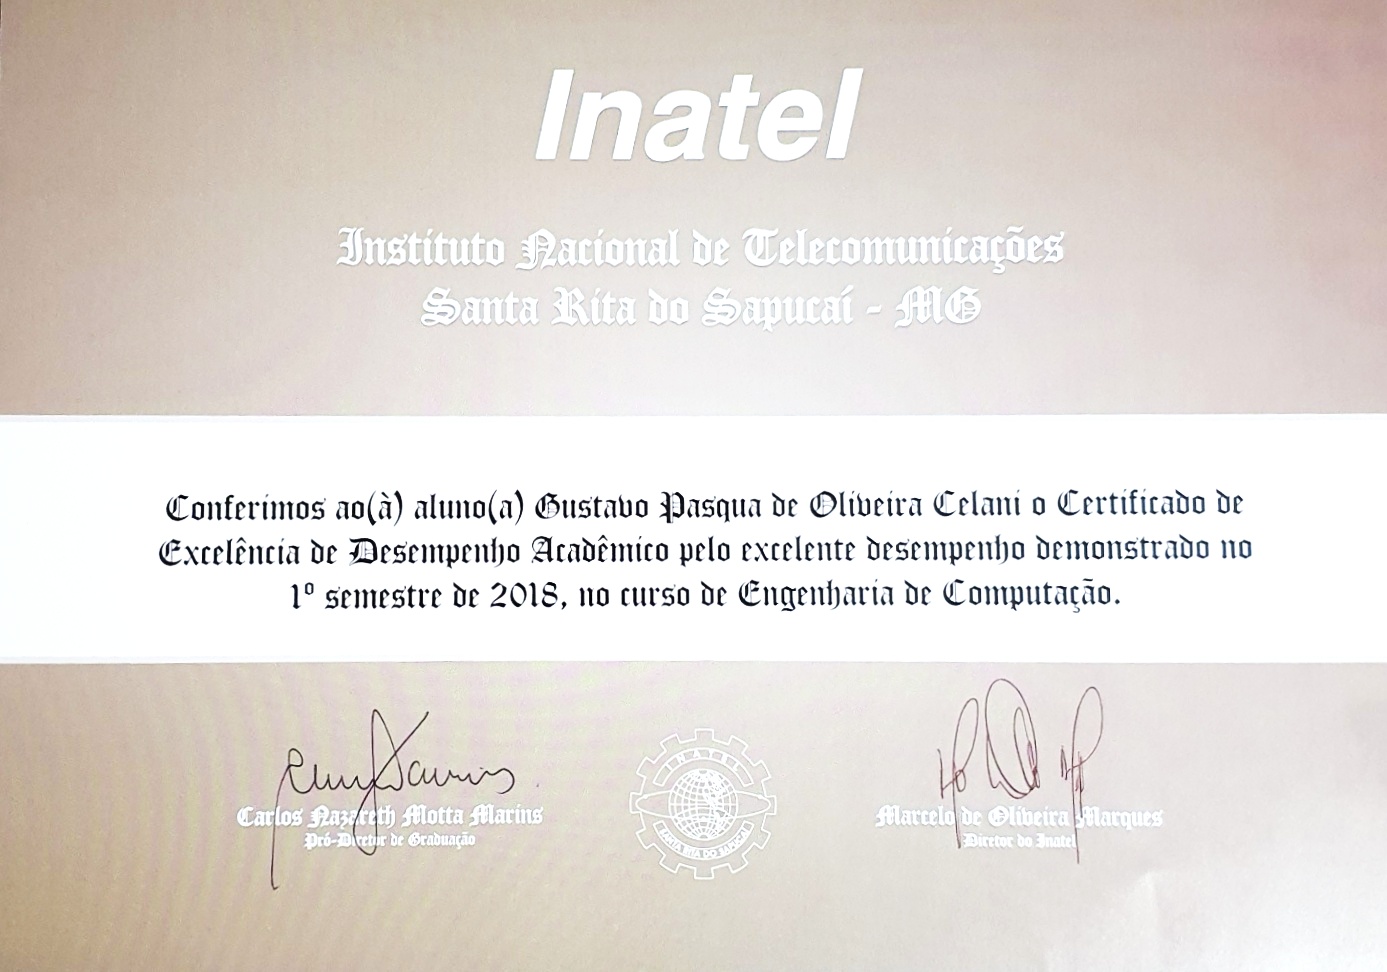 Inatel
Instituto Nacional de Telecomunicações
Santa Rita do Sapucaí - MG
Conferimos ao(à) aluno(a) Gustavo Pasqua de Oliveira Celani o Certificado de
Excelência de Desempenho Acadêmico pelo excelente desempenho demonstrado no
1º semestre de 2018, no curso de Engenharia de Computação.
Carlos Nazareth Motta Marins
Pró-Diretor de Graduação
INATEL
SANTA RITA DO SAPUCAÍ
Marcelo de Oliveira Marques
Diretor do Inatel